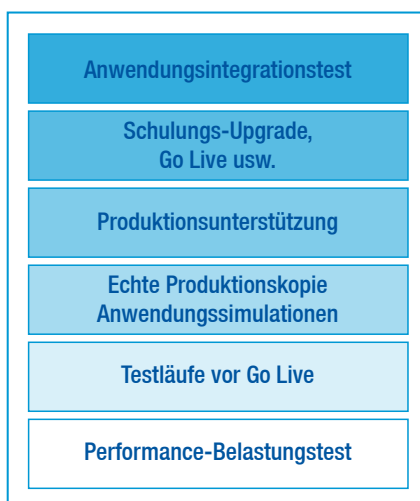 Anwendungsintegrationstest
Schulungs-Upgrade,
Go Live usw.
Produktionsunterstützung
Echte Produktionskopie
Anwendungssimulationen
Testläufe vor Go Live
Performance-Belastungstest